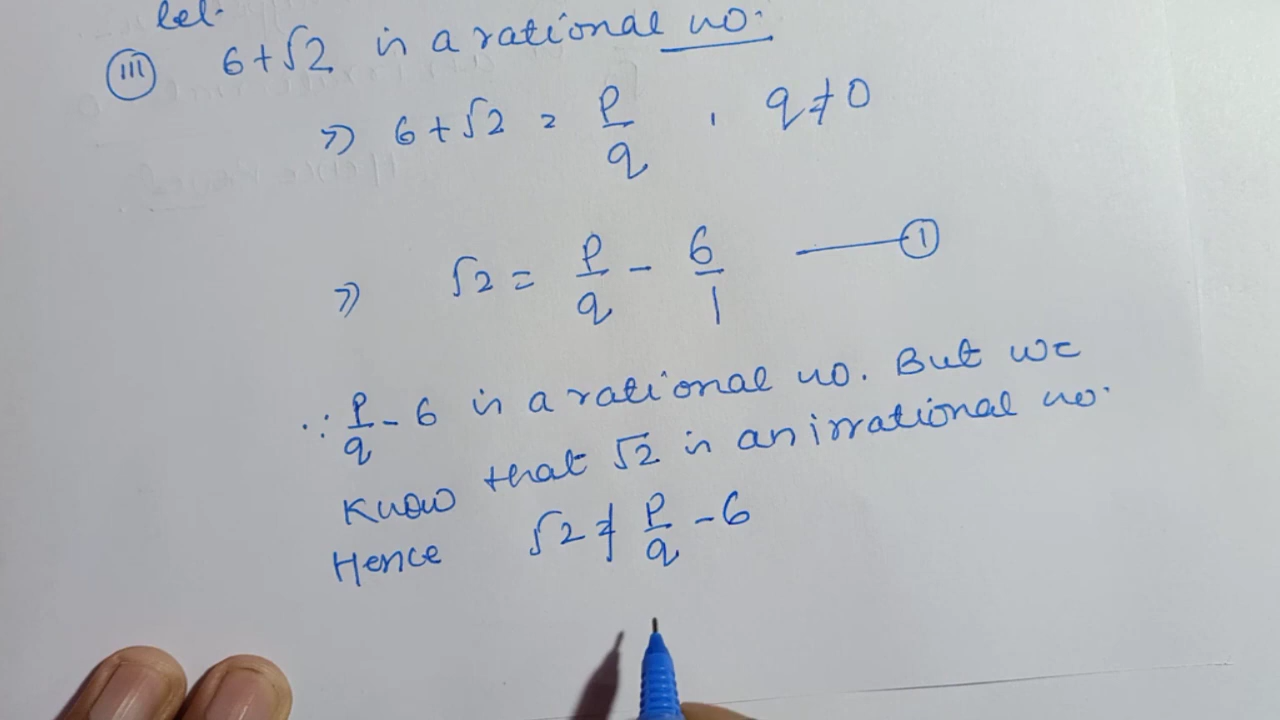 let
(iii) 6+√2 is a rational no.
⇒ 6+√2 = p/q , q≠0
⇒ √2 = p/q - 6/1 —— (1)
∵ p/q - 6 is a rational no. But we
know that √2 is an irrational no.
Hence √2 ≠ p/q - 6